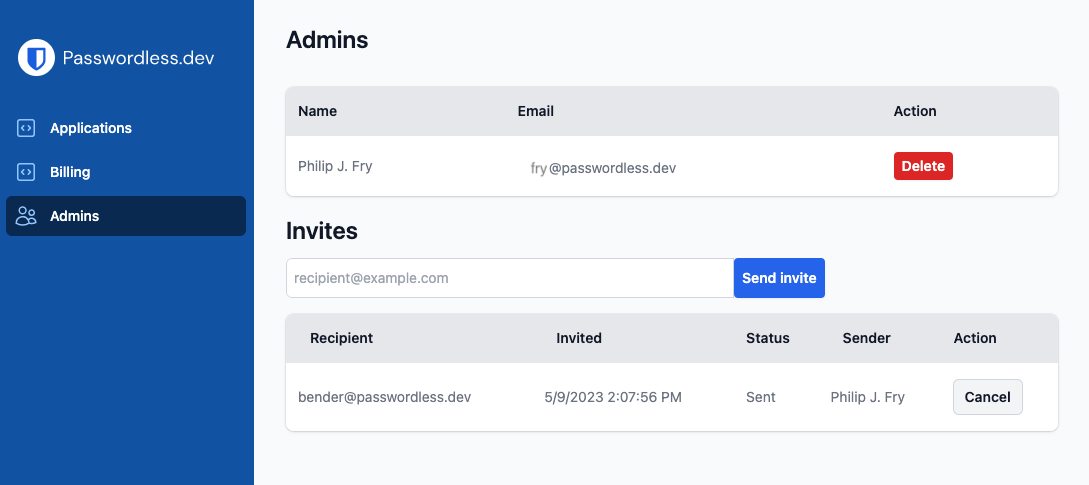 Passwordless.dev
Applications
Billing
Admins
Admins
Name Email Action
Philip J. Fry fry@passwordless.dev Delete
Invites
recipient@example.com Send invite
Recipient Invited Status Sender Action
bender@passwordless.dev 5/9/2023 2:07:56 PM Sent Philip J. Fry Cancel